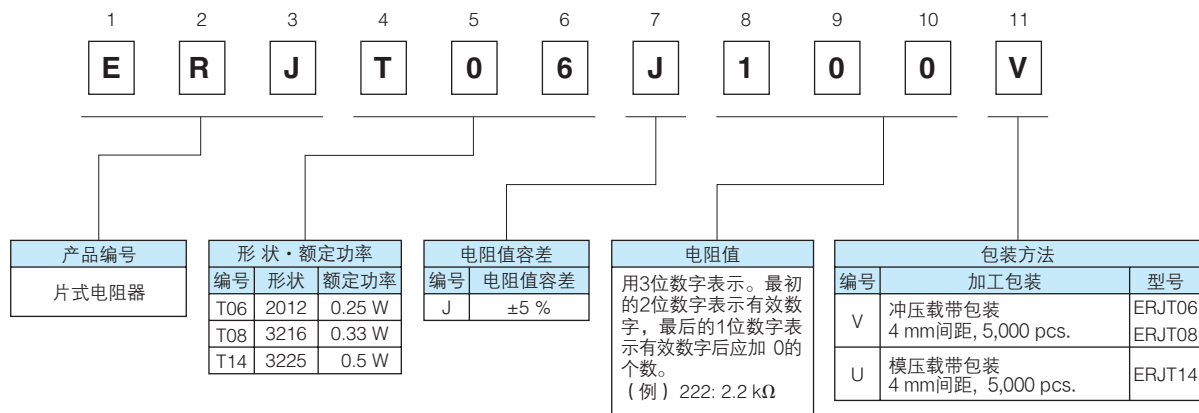 1 2 3 4 5 6 7 8 9 10 11
E R J T 0 6 J 1 0 0 V
产品编号
片式电阻器
形 状・额定功率
编号 形状 额定功率
T06 2012 0.25 W
T08 3216 0.33 W
T14 3225 0.5 W
电阻值容差
编号 电阻值容差
J ±5 %
电阻值
用3位数字表示。最初
的2位数字表示有效数
字，最后的1位数字表
示有效数字后应加 0的
个数。
(例) 222: 2.2 kΩ
包装方法
编号 加工包装 型号
V 冲压载带包装 ERJT06
4 mm间距, 5,000 pcs. ERJT08
U 模压载带包装 ERJT14
4 mm间距, 5,000 pcs.